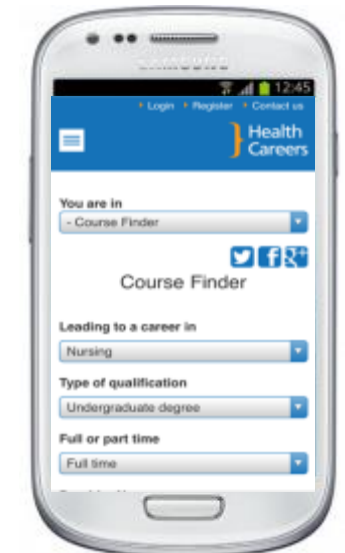 SAMSUNG
12:45
Login Register Contact us
Health
Careers
You are in
- Course Finder
Course Finder
Leading to a career in
Nursing
Type of qualification
Undergraduate degree
Full or part time
Full time